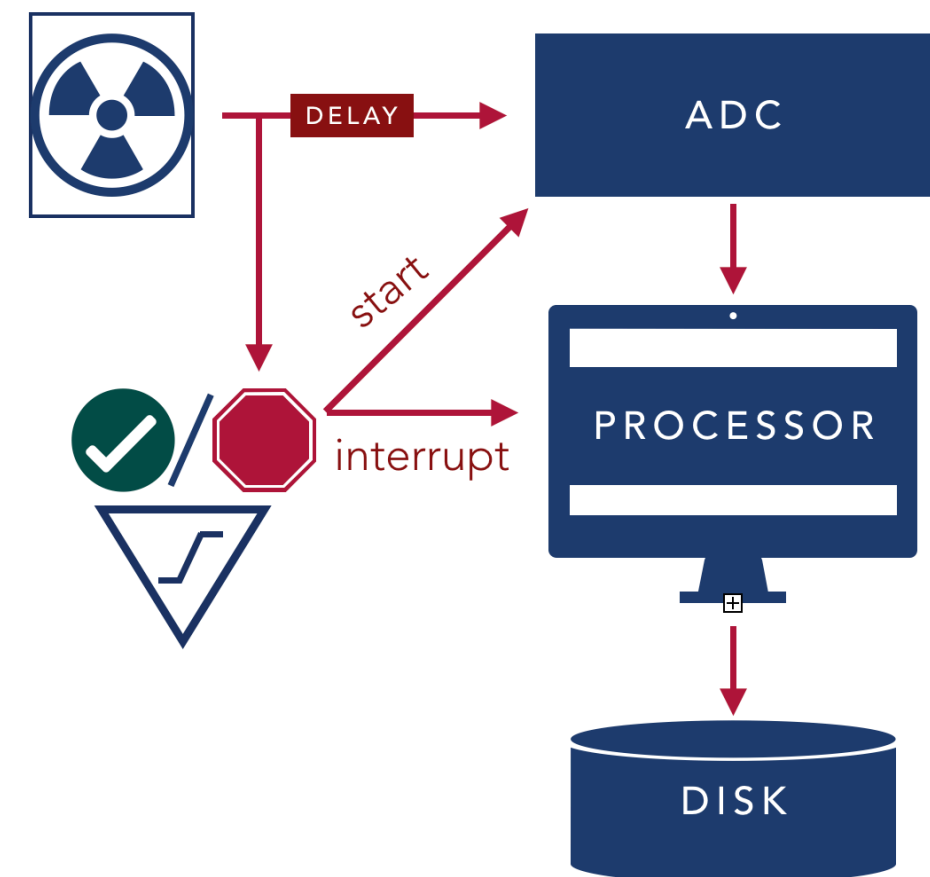 DELAY
ADC
start
PROCESSOR
interrupt
DISK